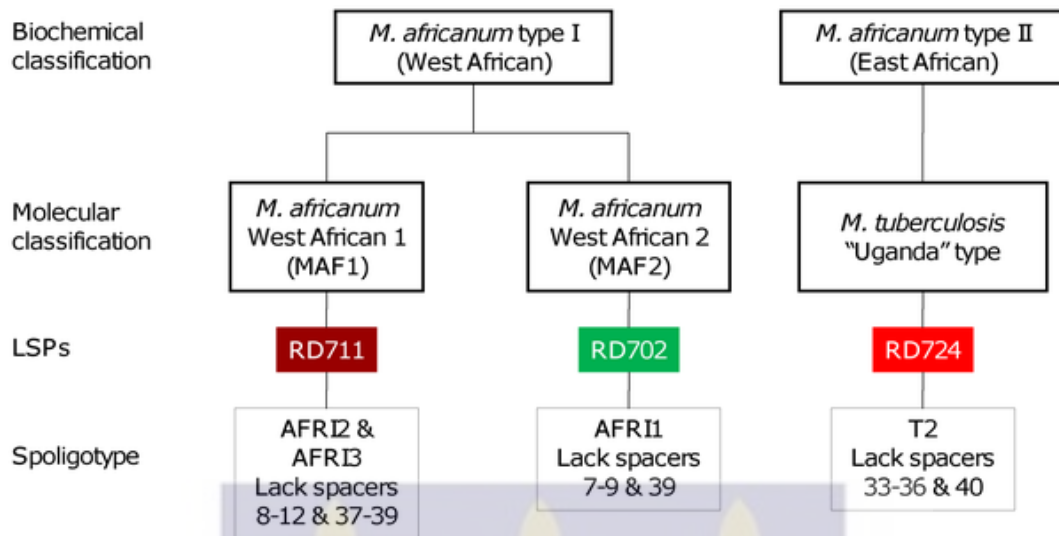 Biochemical
classification
M. africanum type I
(West African)
M. africanum type II
(East African)
Molecular
classification
M. africanum
West African 1
(MAF1)
M. africanum
West African 2
(MAF2)
M. tuberculosis
“Uganda” type
LSPs
RD711
RD702
RD724
Spoligotype
AFRI2 &
AFRI3
Lack spacers
8-12 & 37-39
AFRI1
Lack spacers
7-9 & 39
T2
Lack spacers
33-36 & 40